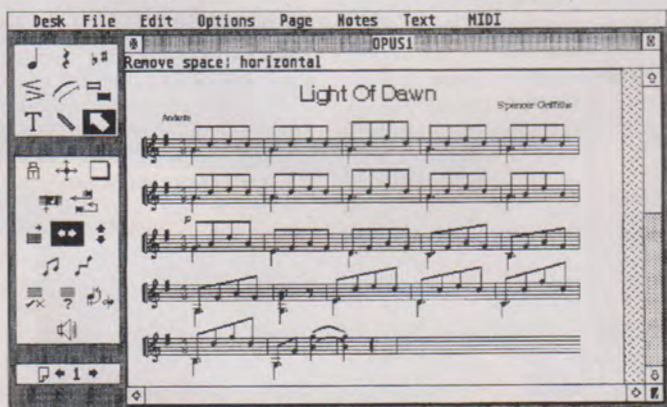 Desk File Edit Options Page Notes Text MIDI
OPUS1
Remove space: horizontal
Light Of Dawn
Andante
Spencer Griffiths
T
p
?
1